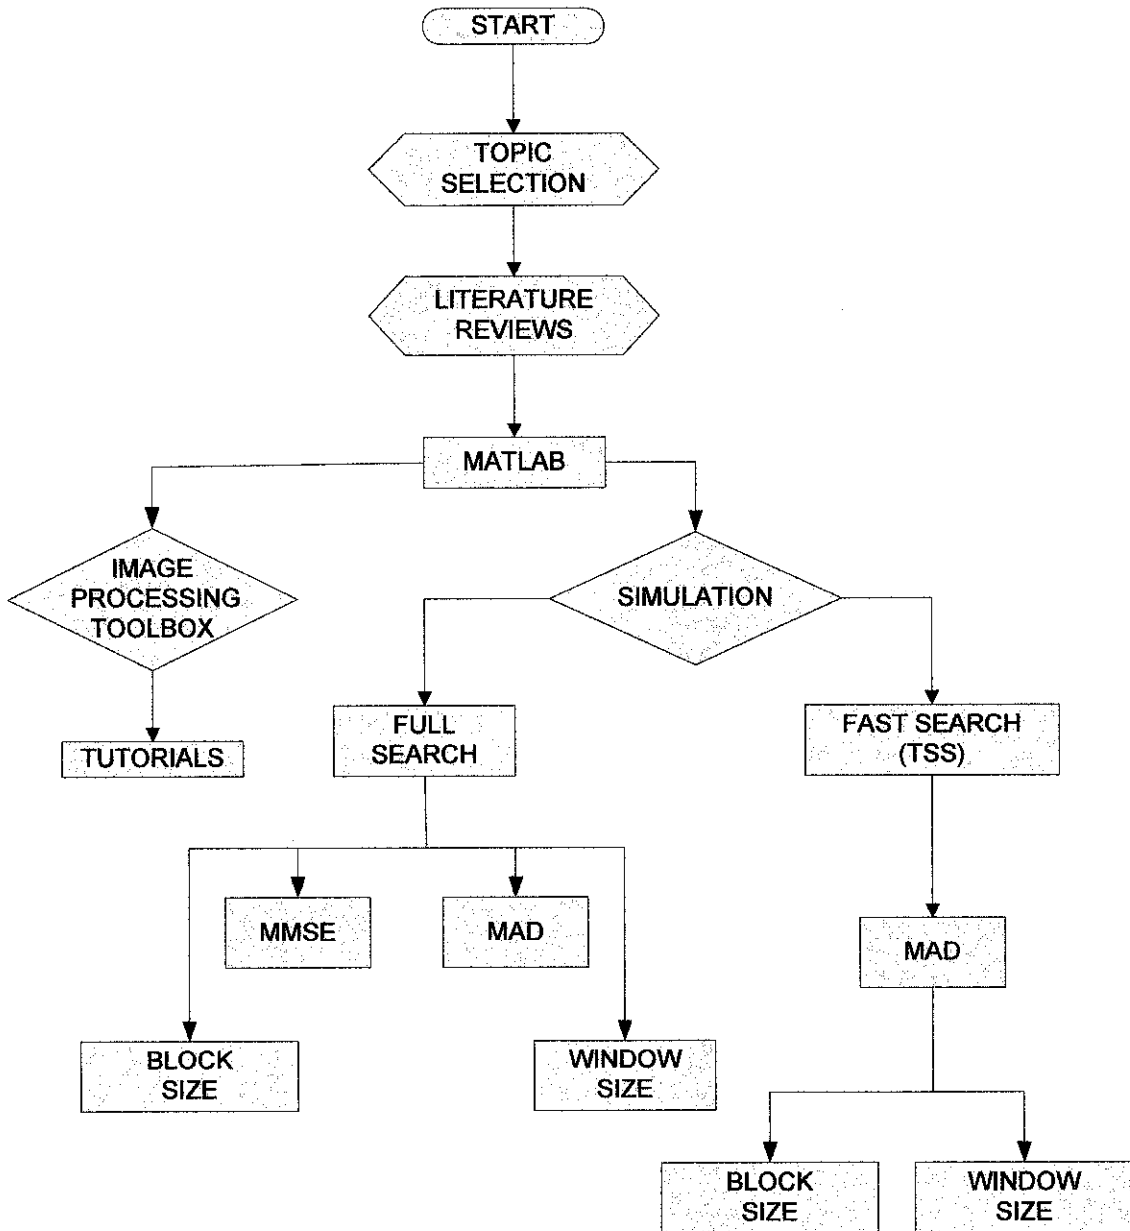 START
TOPIC
SELECTION
LITERATURE
REVIEWS
MATLAB
IMAGE
PROCESSING
TOOLBOX
SIMULATION
TUTORIALS
FULL
SEARCH
FAST SEARCH
(TSS)
MMSE
MAD
MAD
BLOCK
SIZE
WINDOW
SIZE
BLOCK
SIZE
WINDOW
SIZE